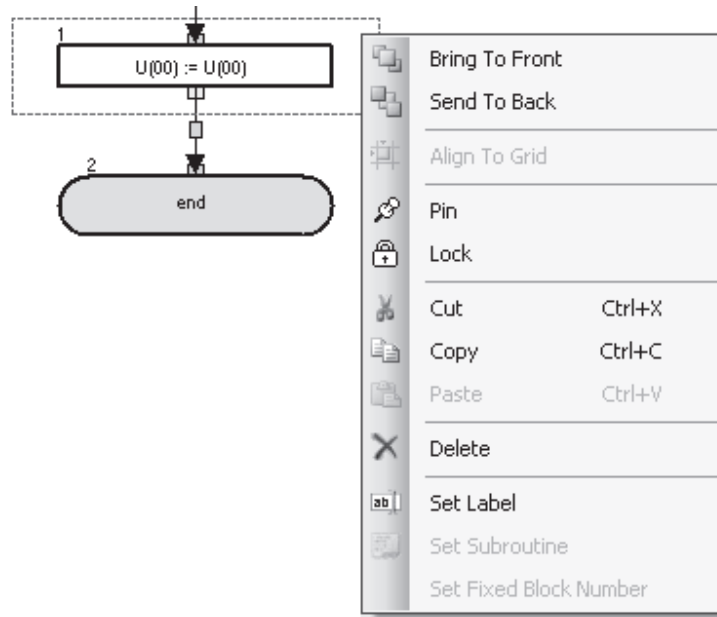 1
U(00) := U(00)
2
end
Bring To Front
Send To Back
Align To Grid
Pin
Lock
Cut Ctrl+X
Copy Ctrl+C
Paste Ctrl+V
Delete
ab Set Label
Set Subroutine
Set Fixed Block Number